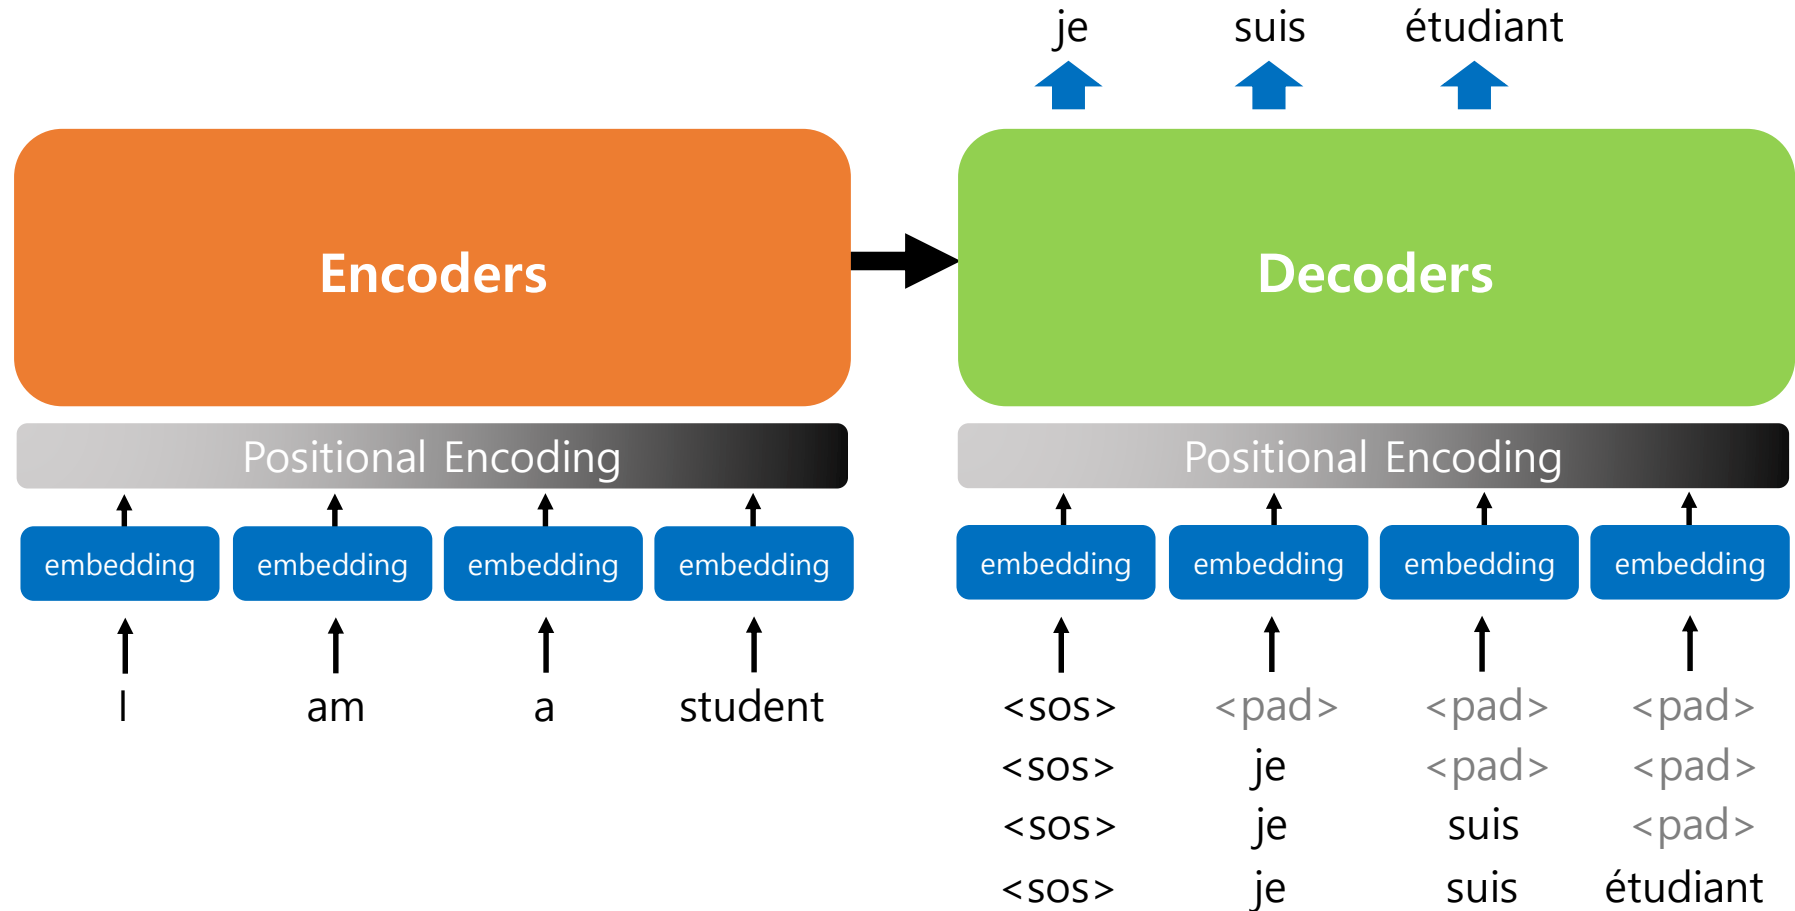 je suis étudiant
Encoders
Decoders
Positional Encoding
Positional Encoding
embedding embedding embedding embedding
embedding embedding embedding embedding
I am a student
<sos> <pad> <pad> <pad>
<sos> je <pad> <pad>
<sos> je suis <pad>
<sos> je suis étudiant